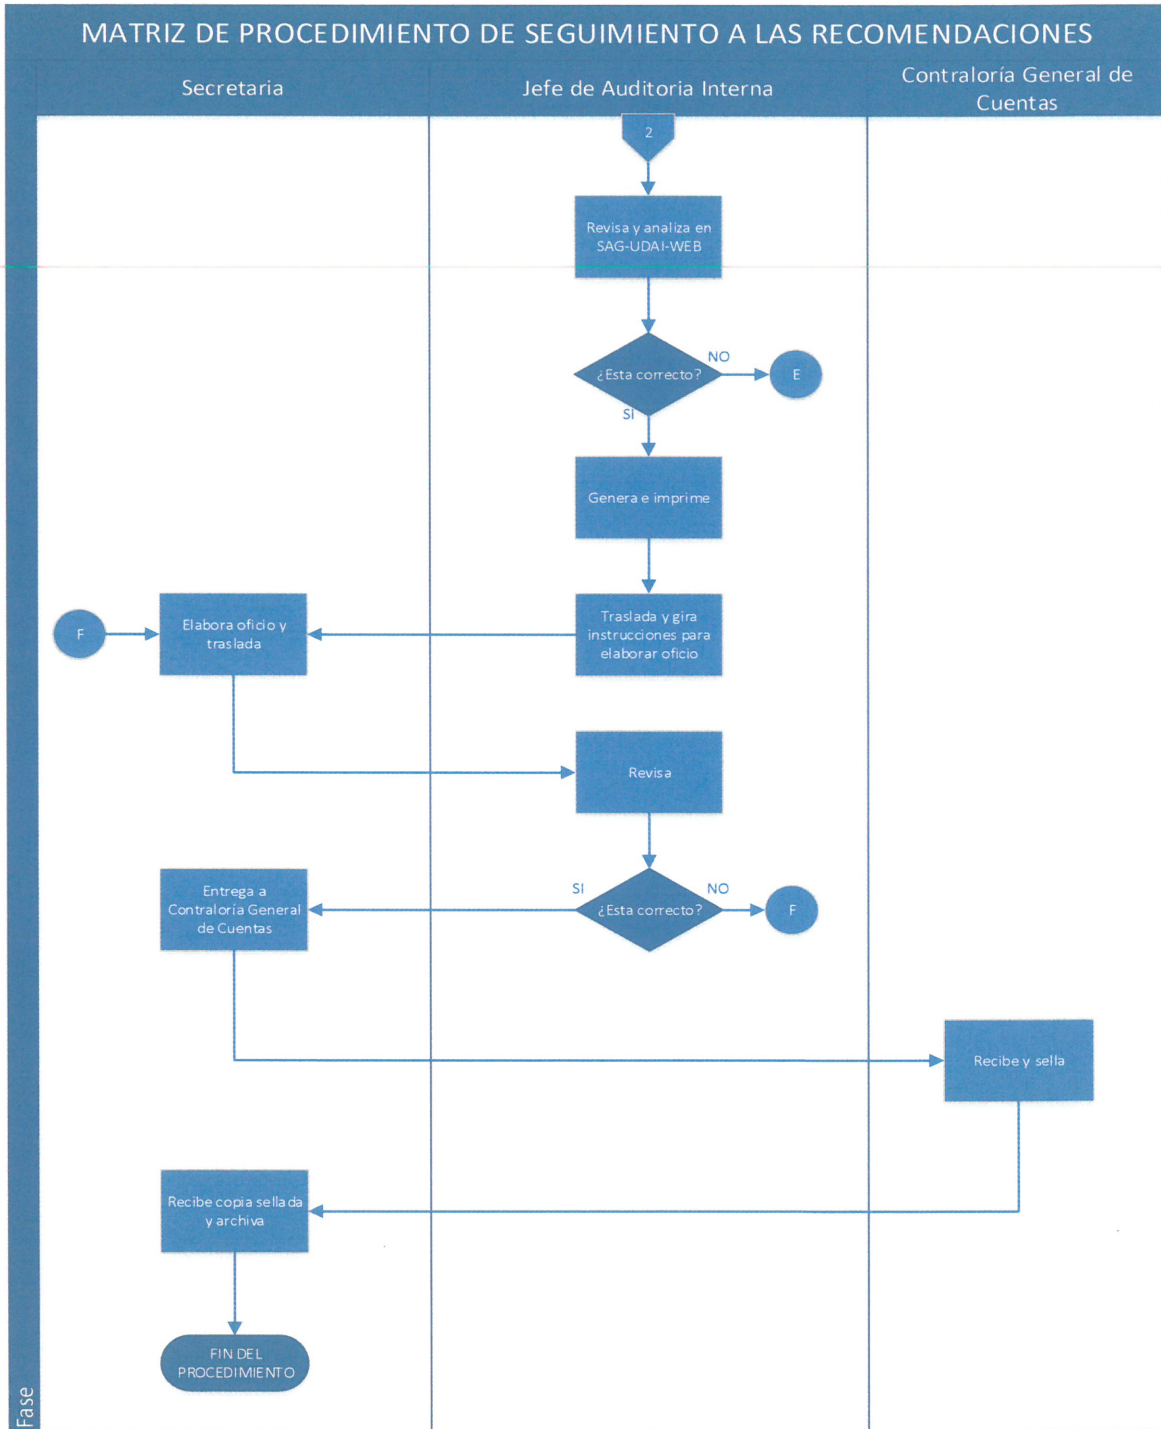 MATRIZ DE PROCEDIMIENTO DE SEGUIMIENTO A LAS RECOMENDACIONES
Secretaria
Jefe de Auditoria Interna
Contraloría General de
Cuentas
2
Revisa y analiza en
SAG-UDAI-WEB
¿Esta correcto?
NO
E
SI
Genera e imprime
F
Elabora oficio y
traslada
Traslada y gira
instrucciones para
elaborar oficio
Revisa
Entrega a
Contraloría General
de Cuentas
SI
¿Esta correcto?
NO
F
Recibe y sella
Recibe copia sellada
y archiva
FIN DEL
PROCEDIMIENTO
Fase